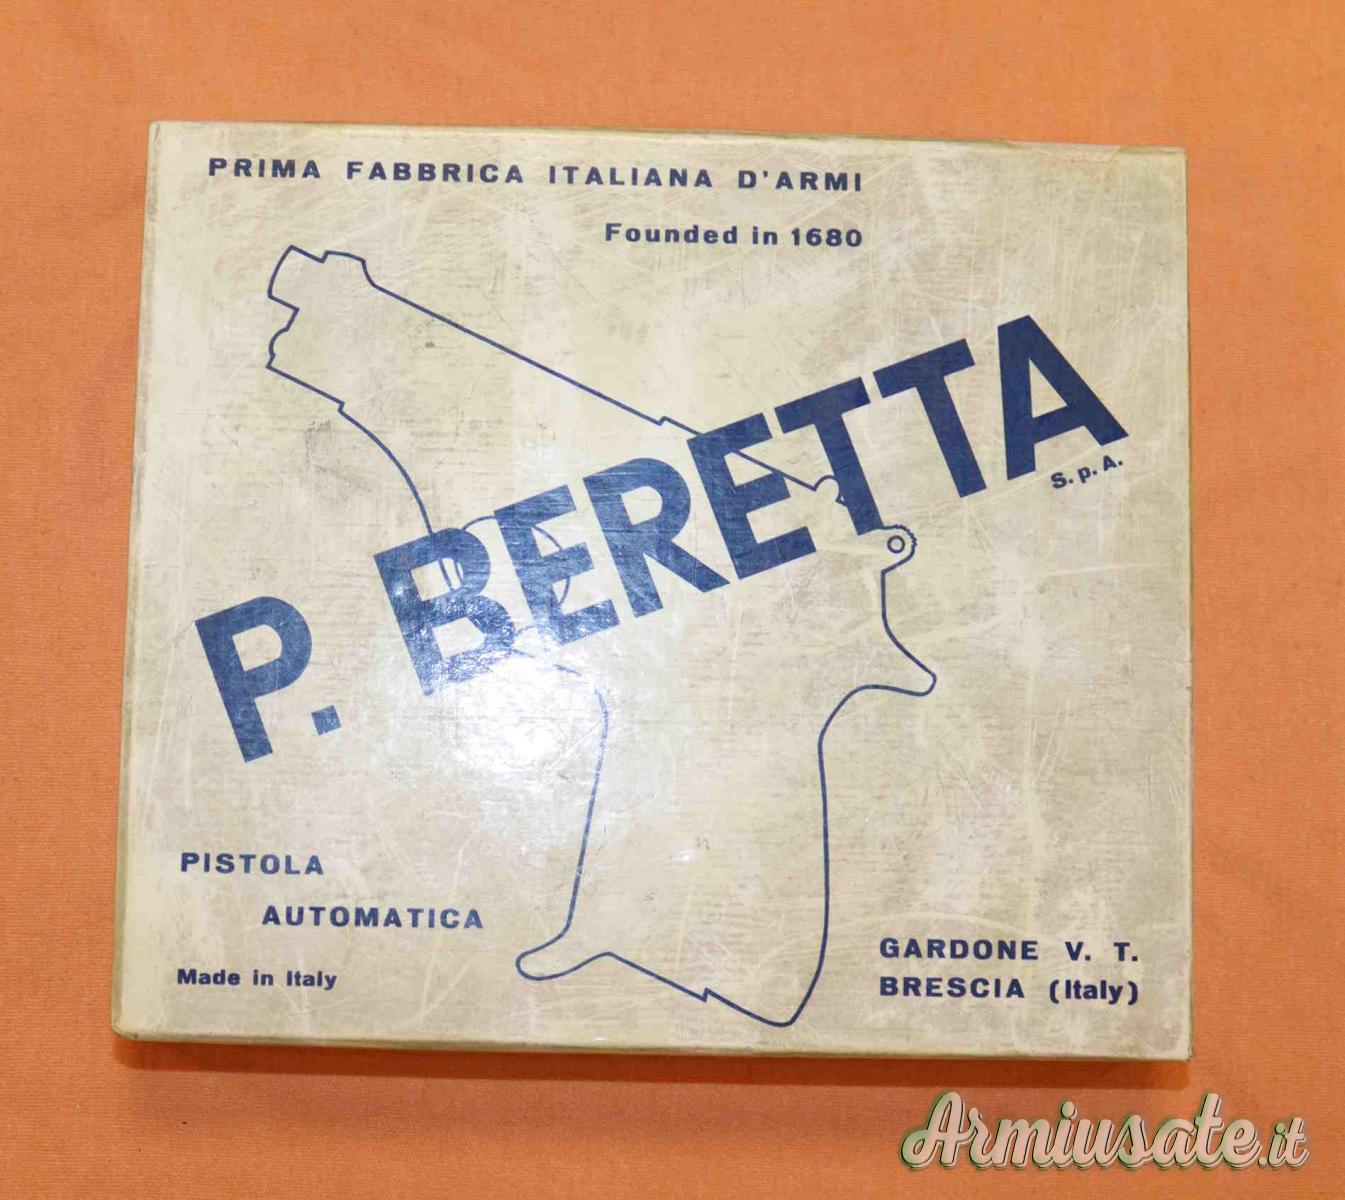 PRIMA FABBRICA ITALIANA D'ARMI
Founded in 1680
P. BERETTA
S.p.A.
PISTOLA
AUTOMATICA
Made in Italy
GARDONE V. T.
BRESCIA (Italy)
Armiusate.it